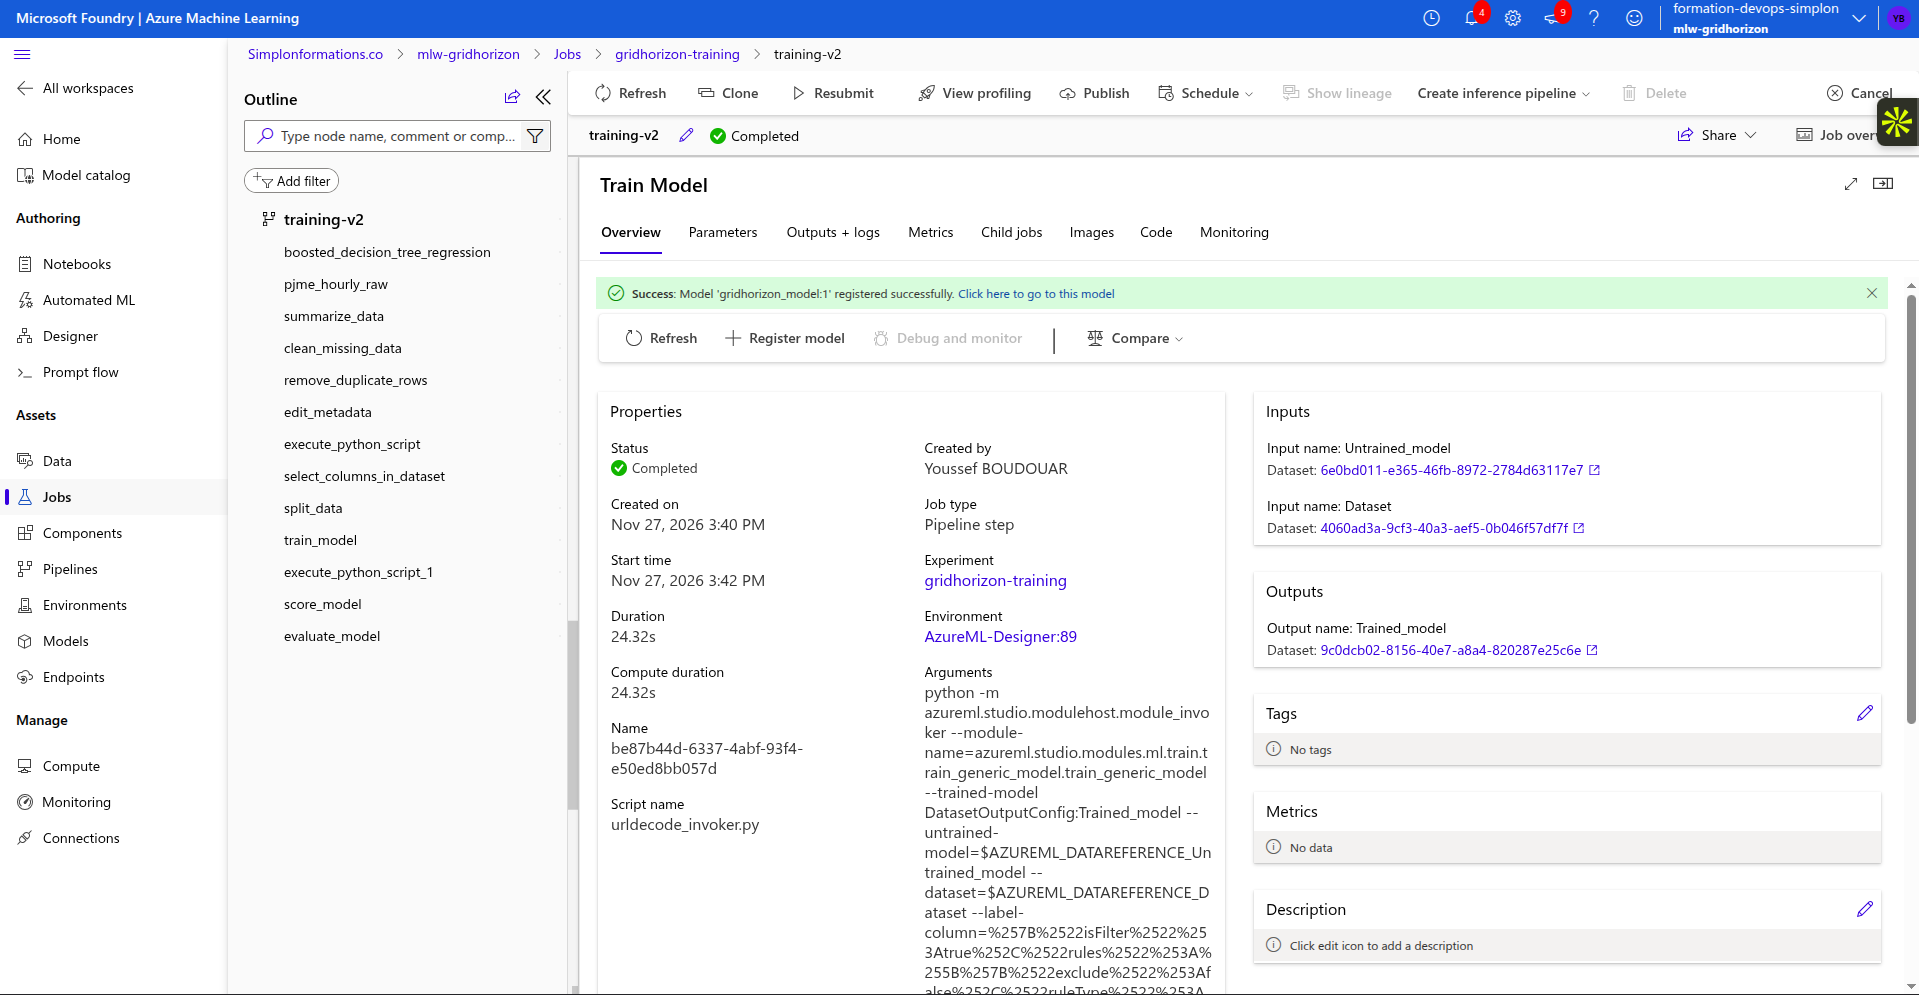 Microsoft Foundry | Azure Machine Learning
4
9
formation-devops-simplon
mlw-gridhorizon
YB
Simplonformations.co
mlw-gridhorizon
Jobs
gridhorizon-training
training-v2
All workspaces
Home
Model catalog
Authoring
Notebooks
Automated ML
Designer
Prompt flow
Assets
Data
Jobs
Components
Pipelines
Environments
Models
Endpoints
Manage
Compute
Monitoring
Connections
Outline
Type node name, comment or comp...
Add filter
training-v2
boosted_decision_tree_regression
pjme_hourly_raw
summarize_data
clean_missing_data
remove_duplicate_rows
edit_metadata
execute_python_script
select_columns_in_dataset
split_data
train_model
execute_python_script_1
score_model
evaluate_model
Refresh
Clone
Resubmit
View profiling
Publish
Schedule
Show lineage
Create inference pipeline
Delete
Cancel
training-v2
Completed
Share
Job over
Train Model
Overview
Parameters
Outputs + logs
Metrics
Child jobs
Images
Code
Monitoring
Success: Model 'gridhorizon_model:1' registered successfully. Click here to go to this model
Refresh
Register model
Debug and monitor
Compare
Properties
Status
Completed
Created on
Nov 27, 2026 3:40 PM
Start time
Nov 27, 2026 3:42 PM
Duration
24.32s
Compute duration
24.32s
Name
be87b44d-6337-4abf-93f4-
e50ed8bb057d
Script name
urldecode_invoker.py
Created by
Youssef BOUDOUAR
Job type
Pipeline step
Experiment
gridhorizon-training
Environment
AzureML-Designer:89
Arguments
python -m
azureml.studio.modulehost.module_invo
ker --module-
name=azureml.studio.modules.ml.train.t
rain_generic_model.train_generic_model
--trained-model
DatasetOutputConfig:Trained_model --
untrained-
model=$AZUREML_DATAREFERENCE_Un
trained_model --
dataset=$AZUREML_DATAREFERENCE_D
ataset --label-
column=%257B%2522isFilter%2522%25
3Atrue%252C%2522rules%2522%253A%
255B%257B%2522exclude%2522%253Af
alse%252C%2522ruleType%2522%253A
Inputs
Input name: Untrained_model
Dataset: 6e0bd011-e365-46fb-8972-2784d63117e7
Input name: Dataset
Dataset: 4060ad3a-9cf3-40a3-aef5-0b046f57df7f
Outputs
Output name: Trained_model
Dataset: 9c0dcb02-8156-40e7-a8a4-820287e25c6e
Tags
No tags
Metrics
No data
Description
Click edit icon to add a description